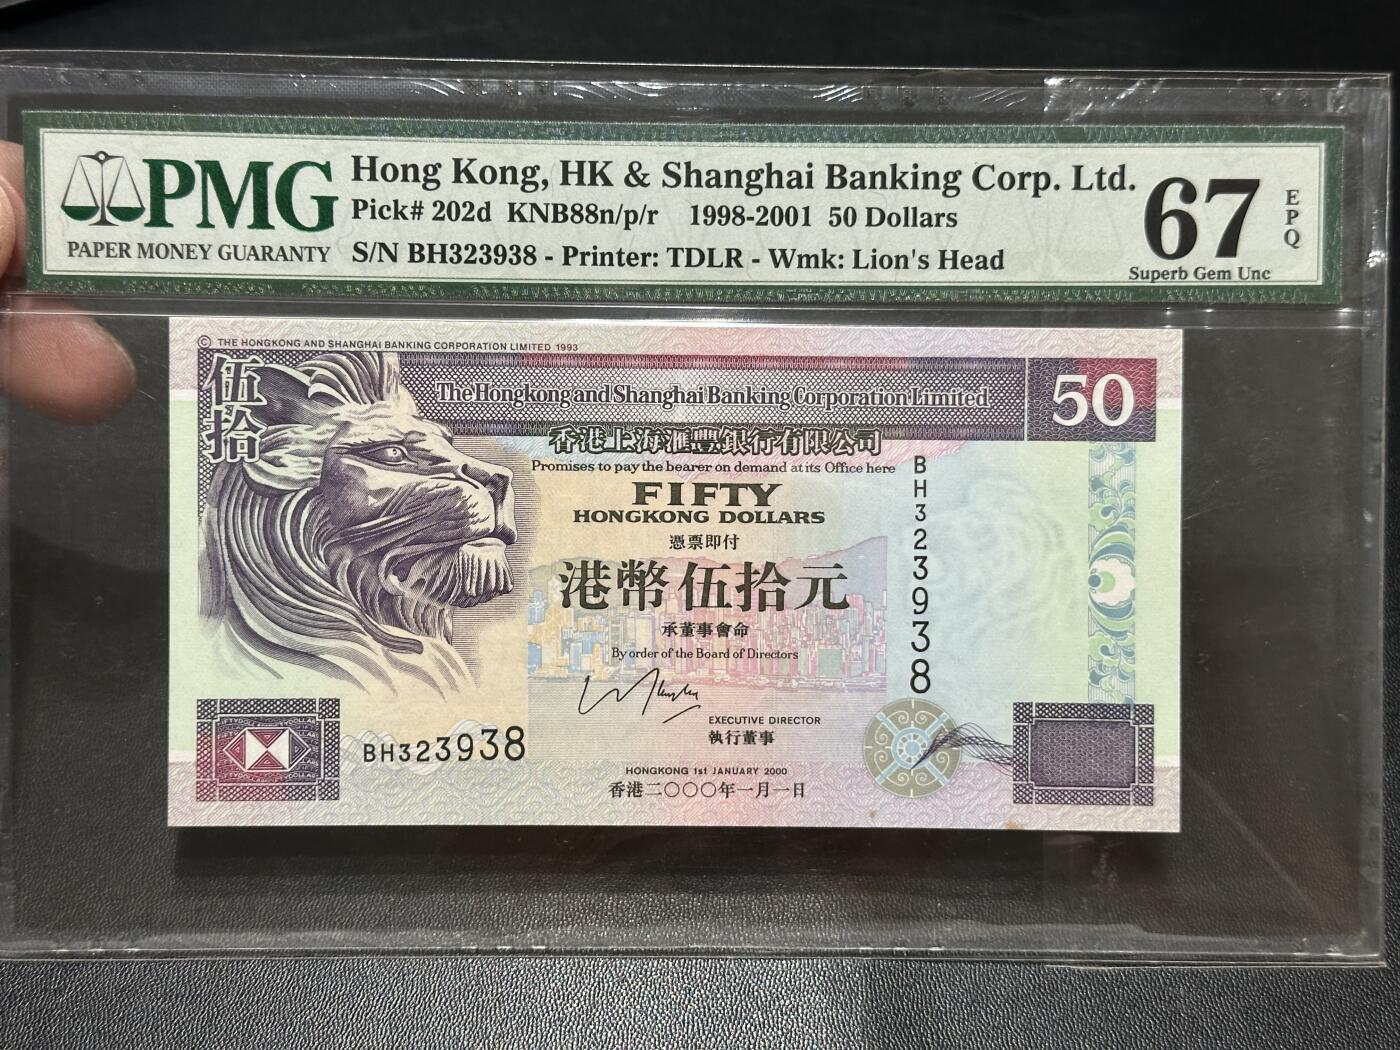 PMG
PAPER MONEY GUARANTY
Hong Kong, HK & Shanghai Banking Corp. Ltd.
Pick# 202d KNB88n/p/r 1998-2001 50 Dollars
S/N BH323938 - Printer: TDLR - Wmk: Lion's Head
67
EPQ
Superb Gem Unc
© THE HONGKONG AND SHANGHAI BANKING CORPORATION LIMITED 1993
伍拾
The Hongkong and Shanghai Banking Corporation Limited
50
香港上海滙豐銀行有限公司
Promises to pay the bearer on demand at its Office here
FIFTY
HONGKONG DOLLARS
憑票即付
港幣伍拾元
承董事會命
By order of the Board of Directors
BH323938
EXECUTIVE DIRECTOR
執行董事
BH323938
HONGKONG 1st JANUARY 2000
香港二〇〇〇年一月一日